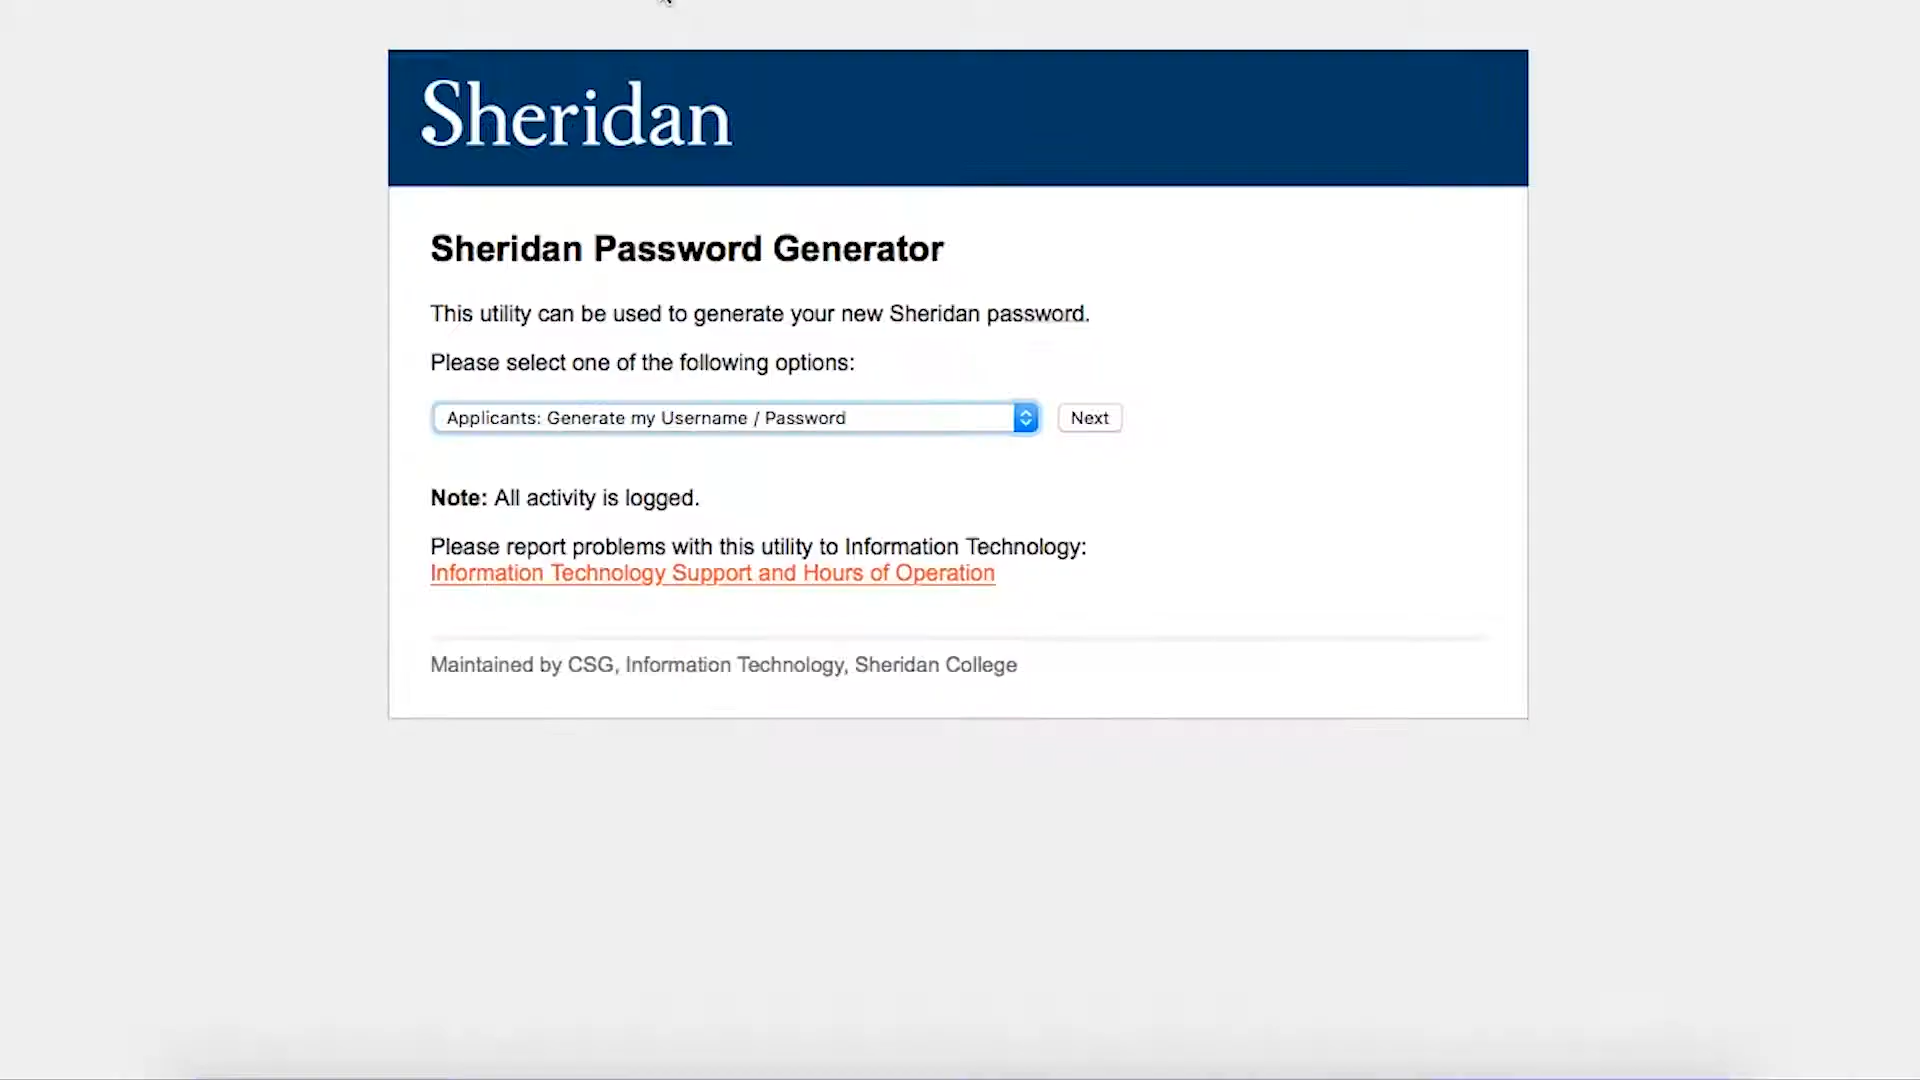 Sheridan
Sheridan Password Generator
This utility can be used to generate your new Sheridan password.
Please select one of the following options:
Applicants: Generate my Username / Password
Next
Note: All activity is logged.
Please report problems with this utility to Information Technology:
Information Technology Support and Hours of Operation
Maintained by CSG, Information Technology, Sheridan College